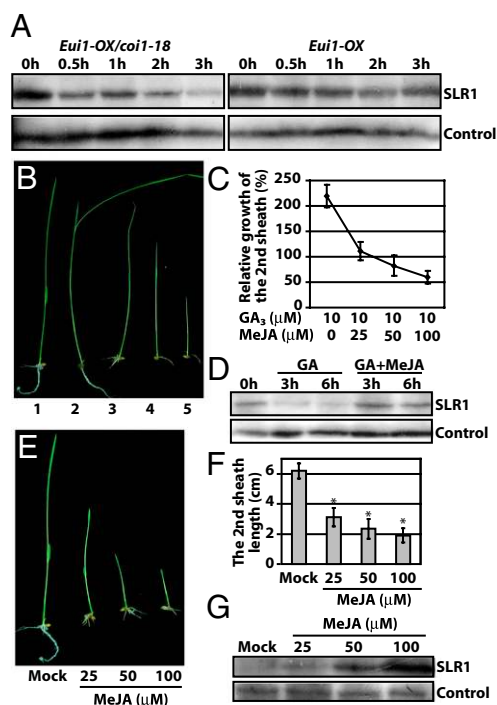 A
Eui1-OX/coi1-18 Eui1-OX
0h 0.5h 1h 2h 3h 0h 0.5h 1h 2h 3h
SLR1
Control
B
1 2 3 4 5
C
Relative growth of
the 2nd sheath (%)
250
200
150
100
50
0
GA3 (μM) 10 10 10 10
MeJA (μM) 0 25 50 100
D
GA GA+MeJA
0h 3h 6h 3h 6h
SLR1
Control
E
Mock 25 50 100
MeJA (μM)
F
The 2nd sheath
length (cm)
6
4
2
0
* * *
Mock 25 50 100
MeJA (μM)
G
MeJA (μM)
Mock 25 50 100
SLR1
Control